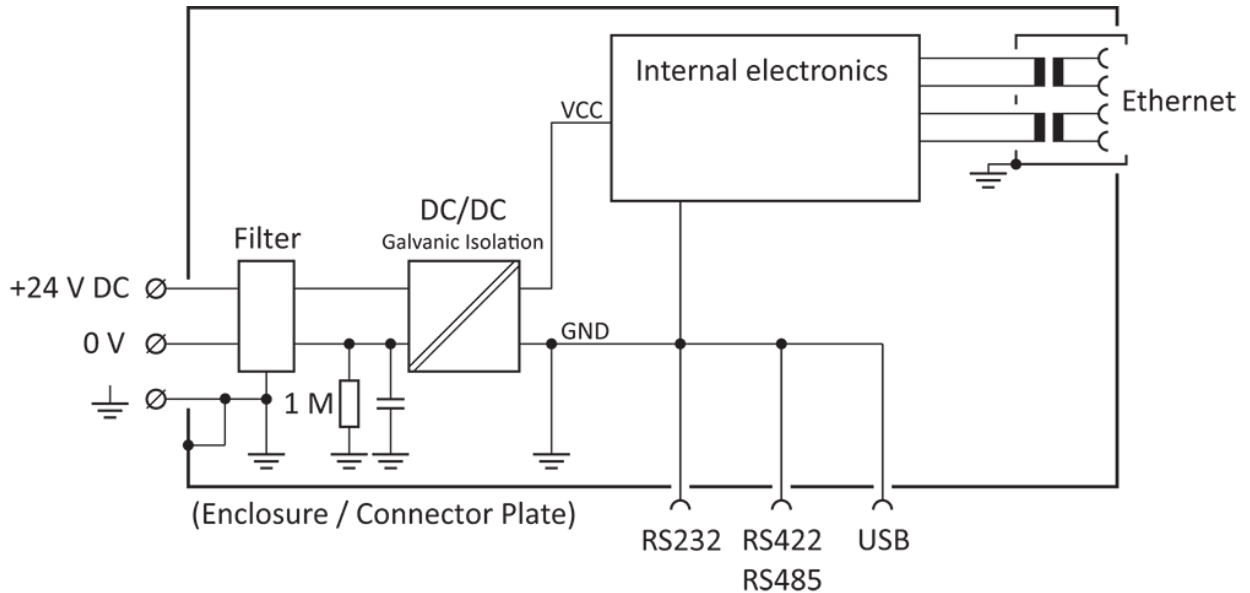 Internal electronics
Ethernet
VCC
DC/DC
Galvanic Isolation
Filter
+24 V DC
0 V
GND
1 M
(Enclosure / Connector Plate)
RS232
RS422
RS485
USB